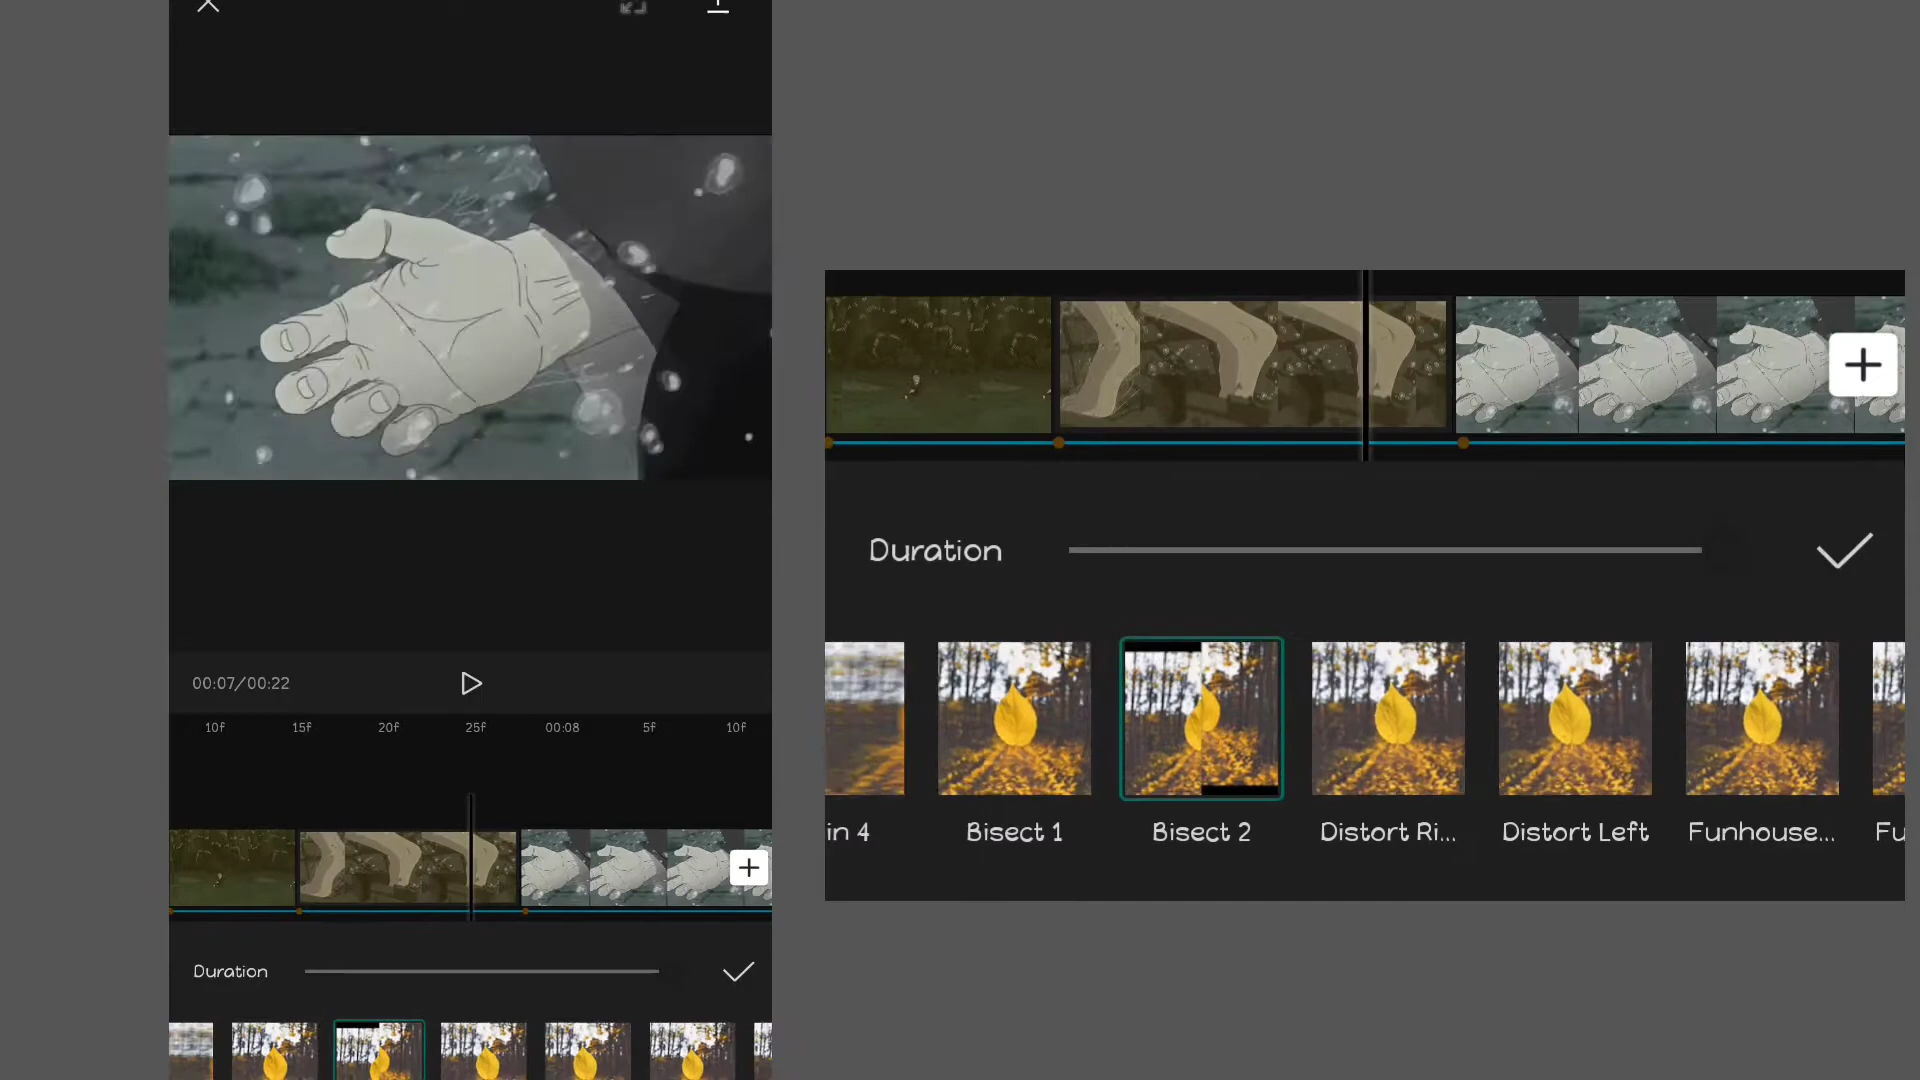 00:07/00:22
10f 15f 20f 25f 00:08 5f 10f
Duration
Duration
in 4 Bisect 1 Bisect 2 Distort Ri... Distort Left Funhouse... Fu